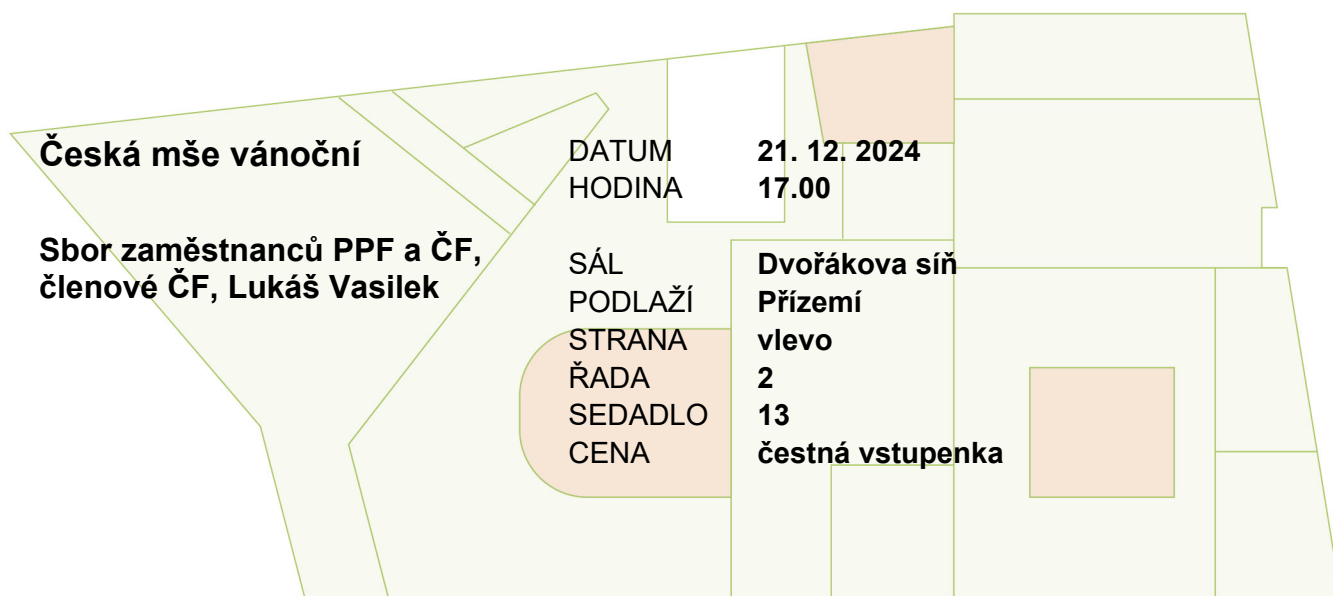 Česká mše vánoční
Sbor zaměstnanců PPF a ČF,
členové ČF, Lukáš Vasilek
DATUM 21. 12. 2024
HODINA 17.00
SÁL Dvořákova síň
PODLAŽÍ Přízemí
STRANA vlevo
ŘADA 2
SEDADLO 13
CENA čestná vstupenka